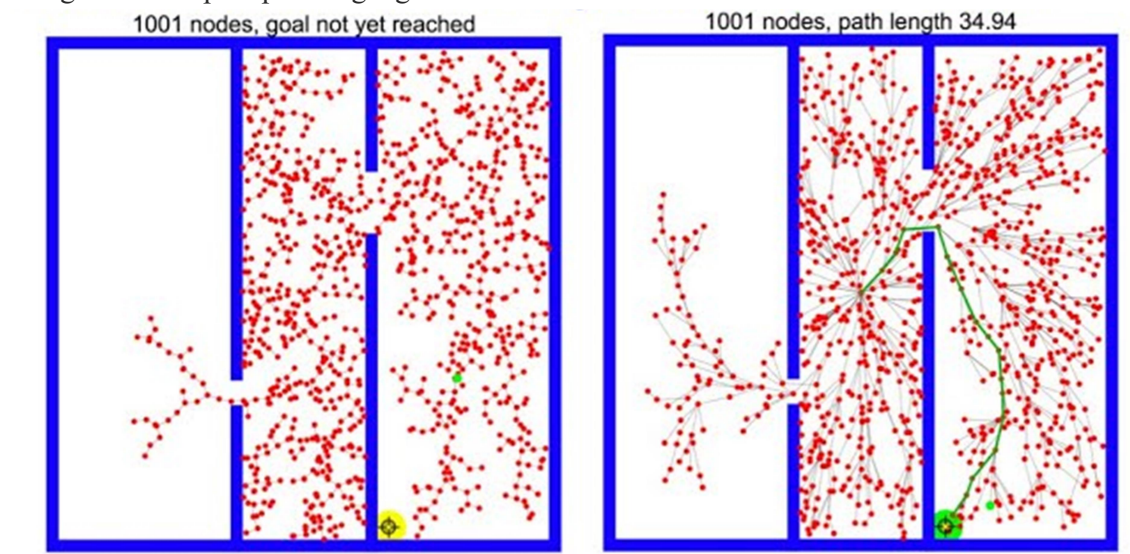 1001 nodes, goal not yet reached
1001 nodes, path length 34.94